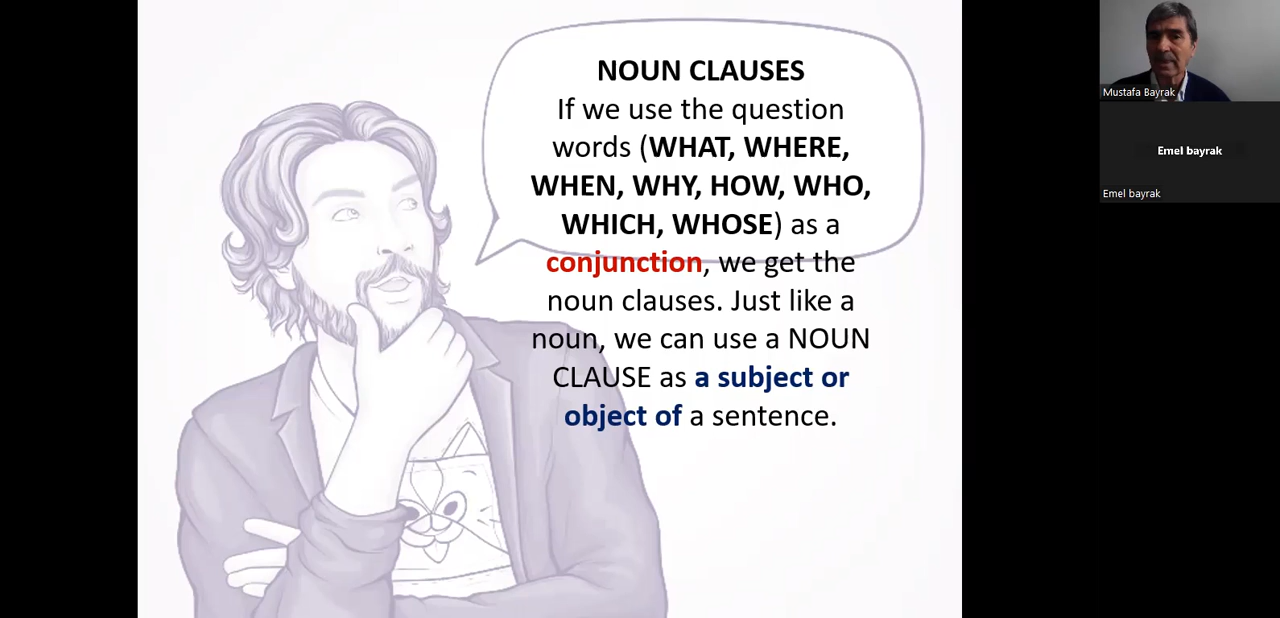 NOUN CLAUSES
If we use the question
words (WHAT, WHERE,
WHEN, WHY, HOW, WHO,
WHICH, WHOSE) as a
conjunction, we get the
noun clauses. Just like a
noun, we can use a NOUN
CLAUSE as a subject or
object of a sentence.
Mustafa Bayrak
Emel bayrak
Emel bayrak